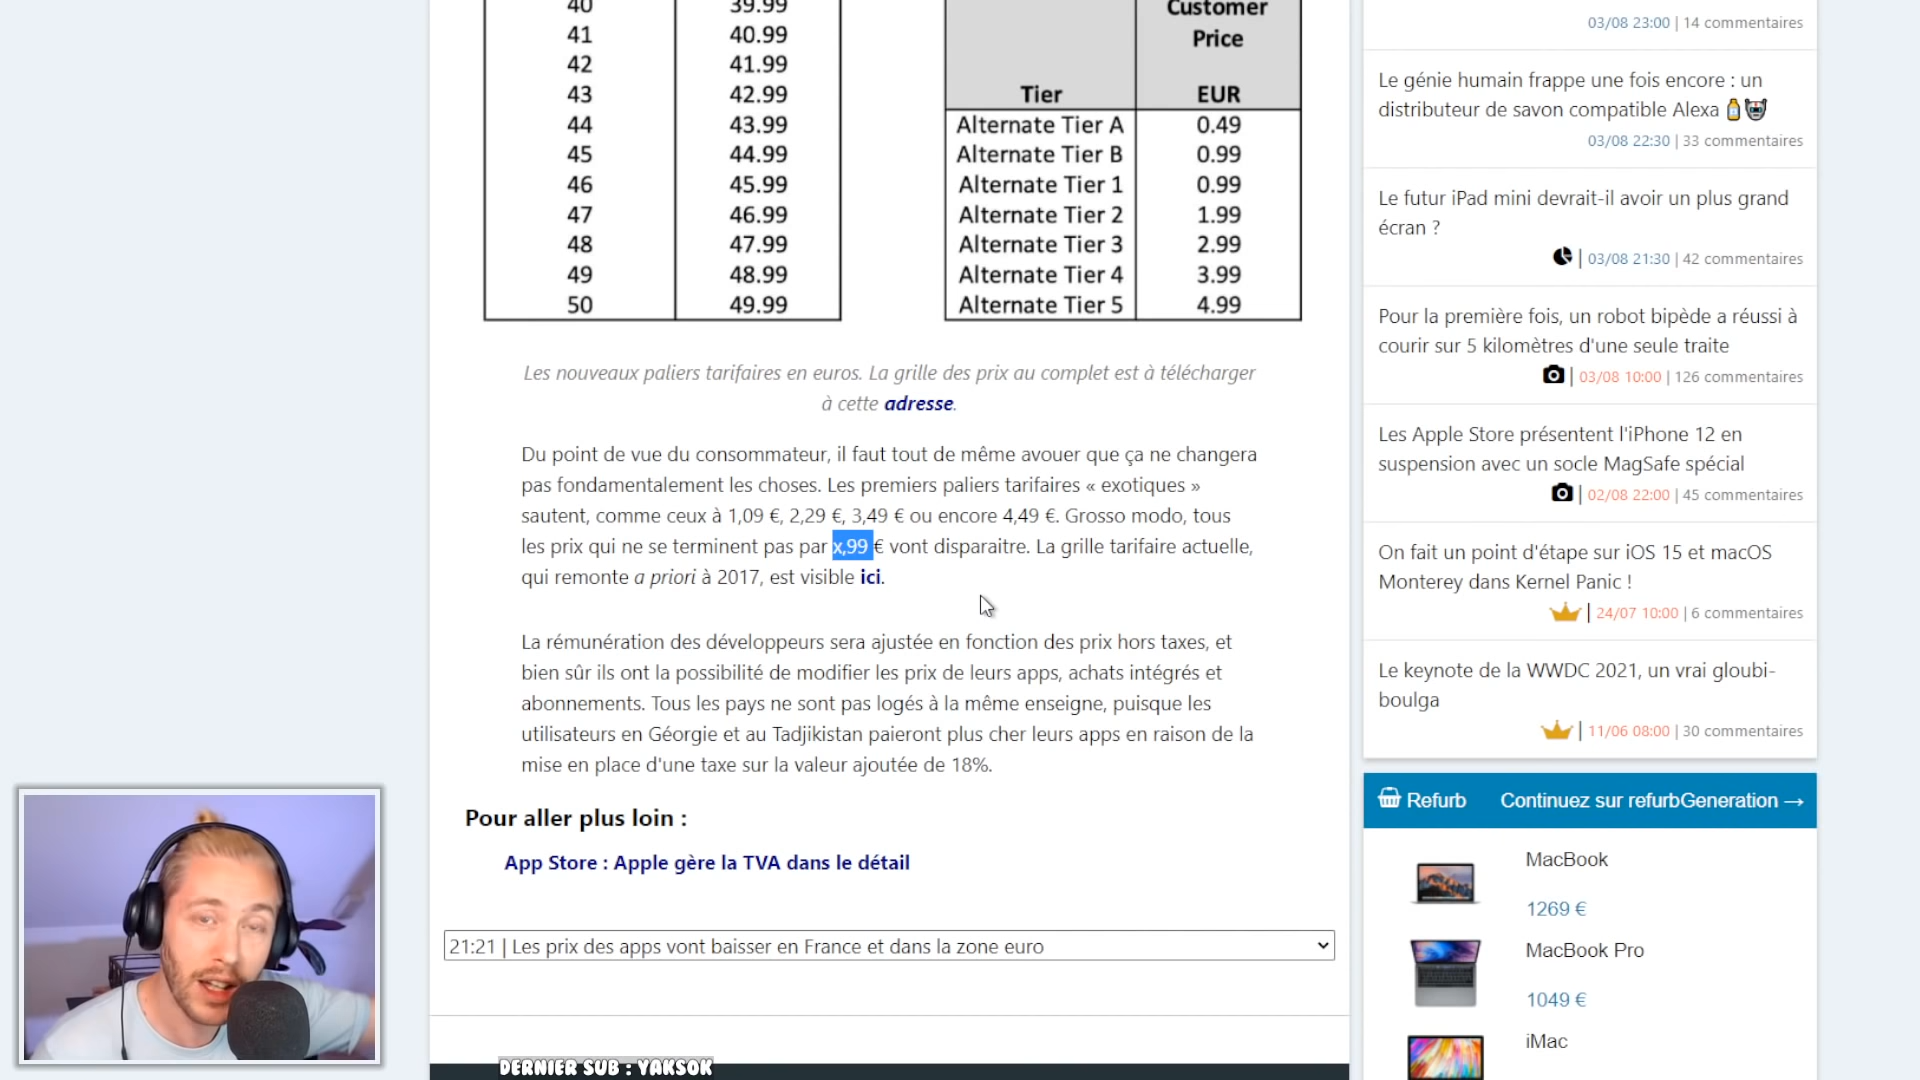 40 39.99
41 40.99
42 41.99
43 42.99
44 43.99
45 44.99
46 45.99
47 46.99
48 47.99
49 48.99
50 49.99
Customer
Price
Tier EUR
Alternate Tier A 0.49
Alternate Tier B 0.99
Alternate Tier 1 0.99
Alternate Tier 2 1.99
Alternate Tier 3 2.99
Alternate Tier 4 3.99
Alternate Tier 5 4.99
Les nouveaux paliers tarifaires en euros. La grille des prix au complet est à télécharger
à cette adresse.
Du point de vue du consommateur, il faut tout de même avouer que ça ne changera
pas fondamentalement les choses. Les premiers paliers tarifaires « exotiques »
sautent, comme ceux à 1,09 €, 2,29 €, 3,49 € ou encore 4,49 €. Grosso modo, tous
les prix qui ne se terminent pas par x,99 € vont disparaitre. La grille tarifaire actuelle,
qui remonte a priori à 2017, est visible ici.
La rémunération des développeurs sera ajustée en fonction des prix hors taxes, et
bien sûr ils ont la possibilité de modifier les prix de leurs apps, achats intégrés et
abonnements. Tous les pays ne sont pas logés à la même enseigne, puisque les
utilisateurs en Géorgie et au Tadjikistan paieront plus cher leurs apps en raison de la
mise en place d'une taxe sur la valeur ajoutée de 18%.
Pour aller plus loin :
App Store : Apple gère la TVA dans le détail
21:21 | Les prix des apps vont baisser en France et dans la zone euro
DERNIER SUB : YAKSOK
03/08 23:00 | 14 commentaires
Le génie humain frappe une fois encore : un
distributeur de savon compatible Alexa
03/08 22:30 | 33 commentaires
Le futur iPad mini devrait-il avoir un plus grand
écran ?
| 03/08 21:30 | 42 commentaires
Pour la première fois, un robot bipède a réussi à
courir sur 5 kilomètres d'une seule traite
| 03/08 10:00 | 126 commentaires
Les Apple Store présentent l'iPhone 12 en
suspension avec un socle MagSafe spécial
| 02/08 22:00 | 45 commentaires
On fait un point d'étape sur iOS 15 et macOS
Monterey dans Kernel Panic !
| 24/07 10:00 | 6 commentaires
Le keynote de la WWDC 2021, un vrai gloubi-
boulga
| 11/06 08:00 | 30 commentaires
Refurb Continuez sur refurbGeneration →
MacBook
1269 €
MacBook Pro
1049 €
iMac